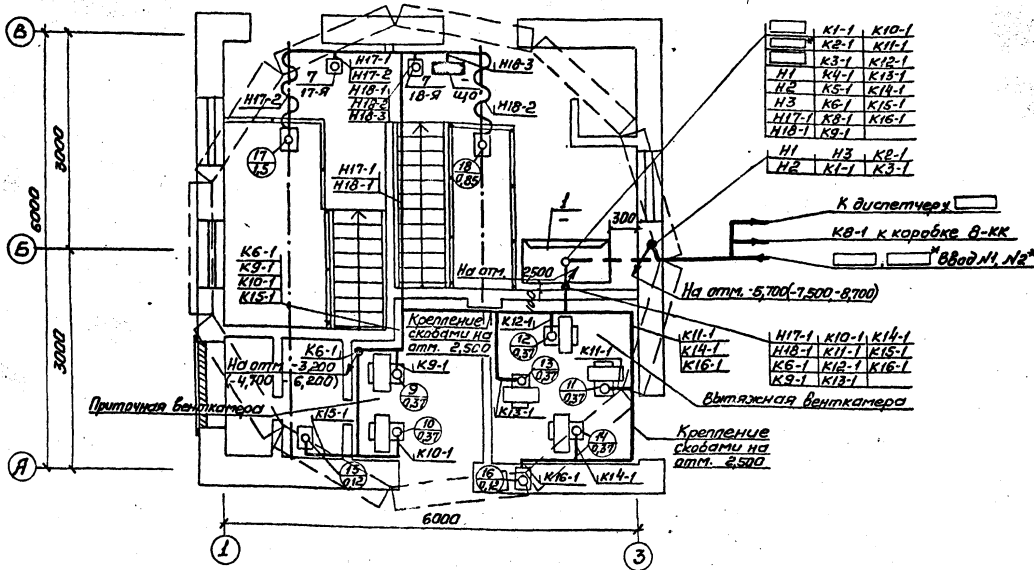 В
Н17-1
Н17-2
Н18-1
Н18-2
Н18-3
7
17-Я
7
18-Я
ЩО
Н18-3
Н17-2
Н18-2
17
1,5
18
0,85
Н17-1
Н18-1
1
300
К1-1 К10-1
К2-1 К11-1
К3-1 К12-1
Н1 К4-1 К13-1
Н2 К5-1 К14-1
Н3 К6-1 К15-1
Н17-1 К8-1 К16-1
Н18-1 К9-1
Н1 Н3 К2-1
Н2 К1-1 К3-1
К диспетчеру
К8-1 к коробке 8-КК
Ввод N1, N2*
3000
6000
3000
Б
К6-1
К9-1
К10-1
К15-1
На отм. 2500
100
На отм. -5,700(-7,500-8,700)
Крепление
скобами на
отм. 2,500
К12-1
12
0,37
К11-1
К11-1
К14-1
К16-1
Н17-1 К10-1 К14-1
Н18-1 К11-1 К15-1
К6-1 К12-1 К16-1
К9-1 К13-1
К6-1
На отм. -3,200
(-4,700 - 6,200)
К9-1
9
0,37
13
0,37
11
0,37
К13-1
Вытяжная венткамера
Приточная венткамера
К15-1
10
0,37
К10-1
14
0,37
Крепление
скобами на
отм. 2,500
15
0,12
16
0,12
К16-1
К14-1
А
6000
1
3